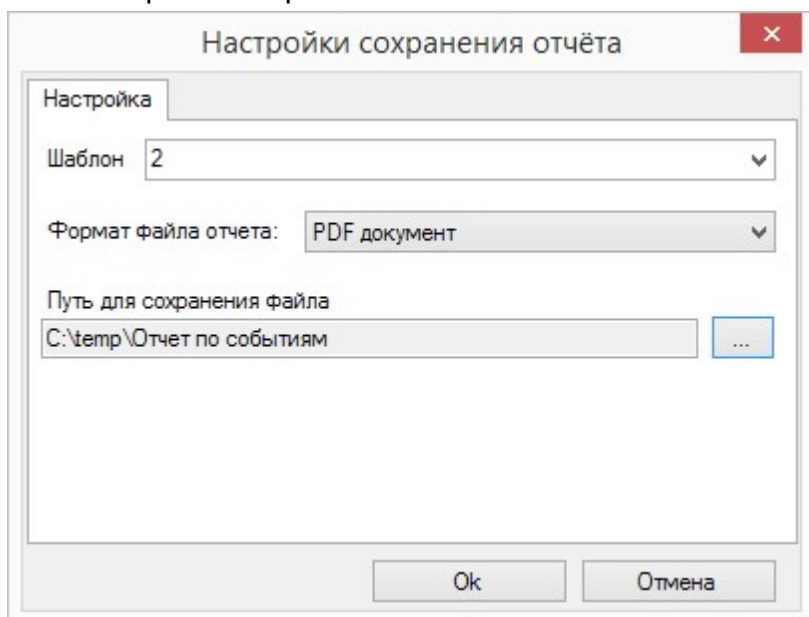 Настройки сохранения отчёта
Настройка
Шаблон 2
Формат файла отчета: PDF документ
Путь для сохранения файла
C:\temp\Отчет по событиям ...
Ok Отмена